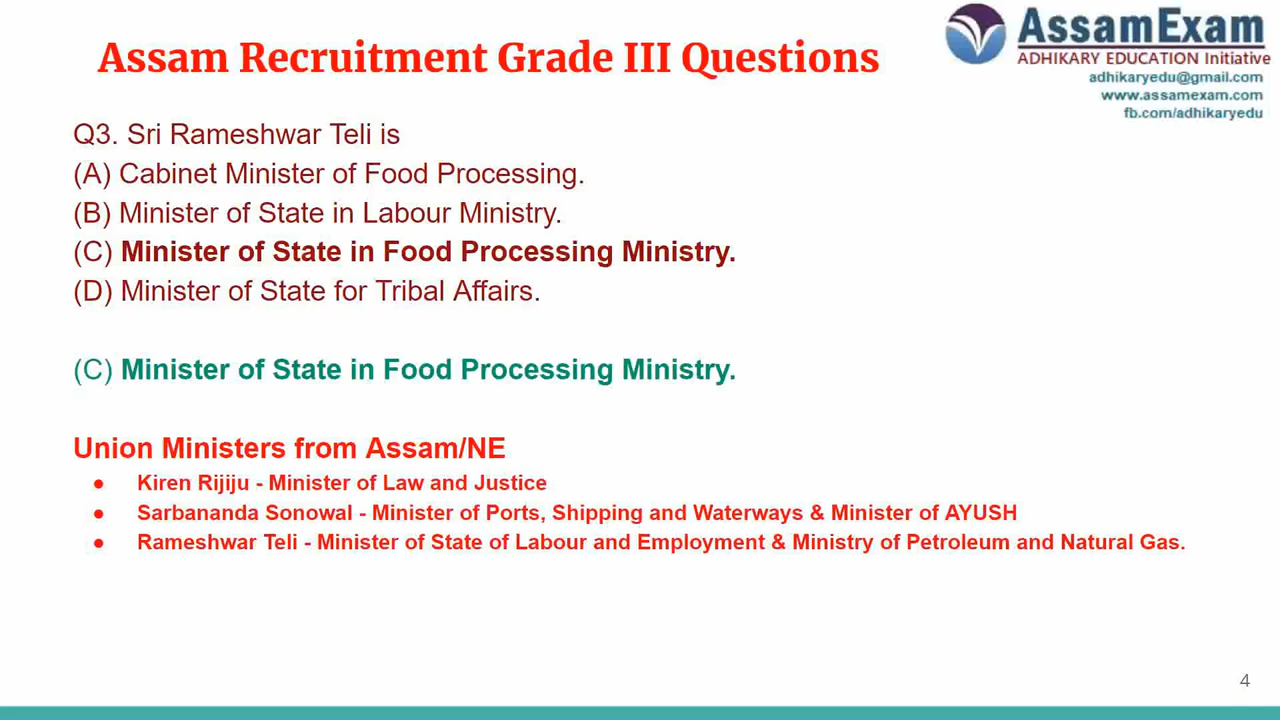 Assam Recruitment Grade III Questions
AssamExam
ADHIKARY EDUCATION Initiative
adhikaryedu@gmail.com
www.assamexam.com
fb.com/adhikaryedu
Q3. Sri Rameshwar Teli is
(A) Cabinet Minister of Food Processing.
(B) Minister of State in Labour Ministry.
(C) Minister of State in Food Processing Ministry.
(D) Minister of State for Tribal Affairs.
(C) Minister of State in Food Processing Ministry.
Union Ministers from Assam/NE
● Kiren Rijiju - Minister of Law and Justice
● Sarbananda Sonowal - Minister of Ports, Shipping and Waterways & Minister of AYUSH
● Rameshwar Teli - Minister of State of Labour and Employment & Ministry of Petroleum and Natural Gas.
4